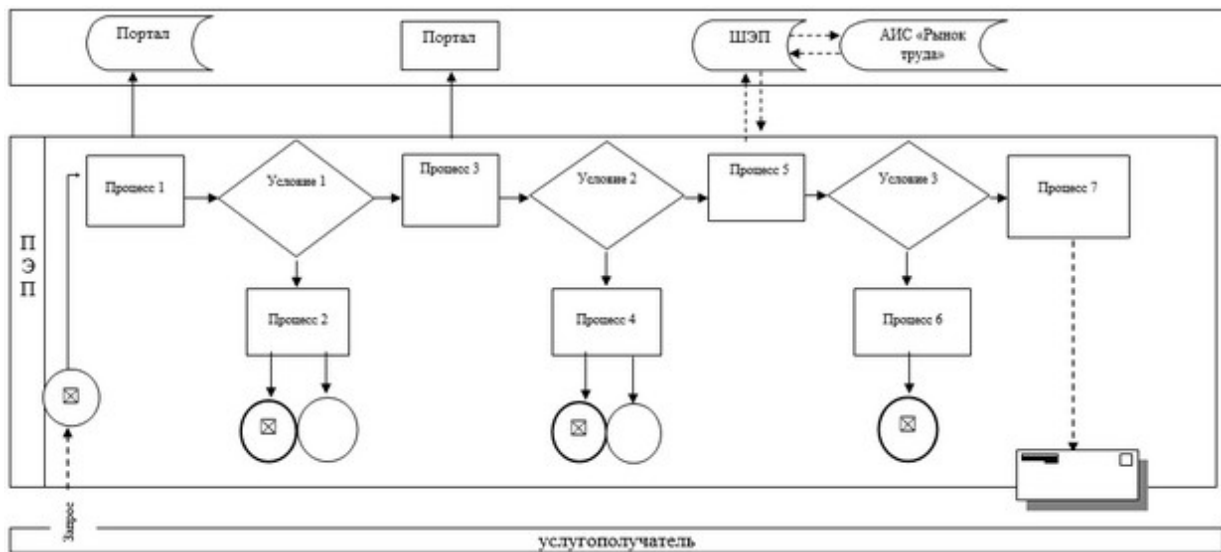 Портал
Портал
ШЭП
АИС «Рынок
труда»
Процесс 1
Условие 1
Процесс 3
Условие 2
Процесс 5
Условие 3
Процесс 7
П
Э
П
Процесс 2
Процесс 4
Процесс 6
Запрос
услугополучатель